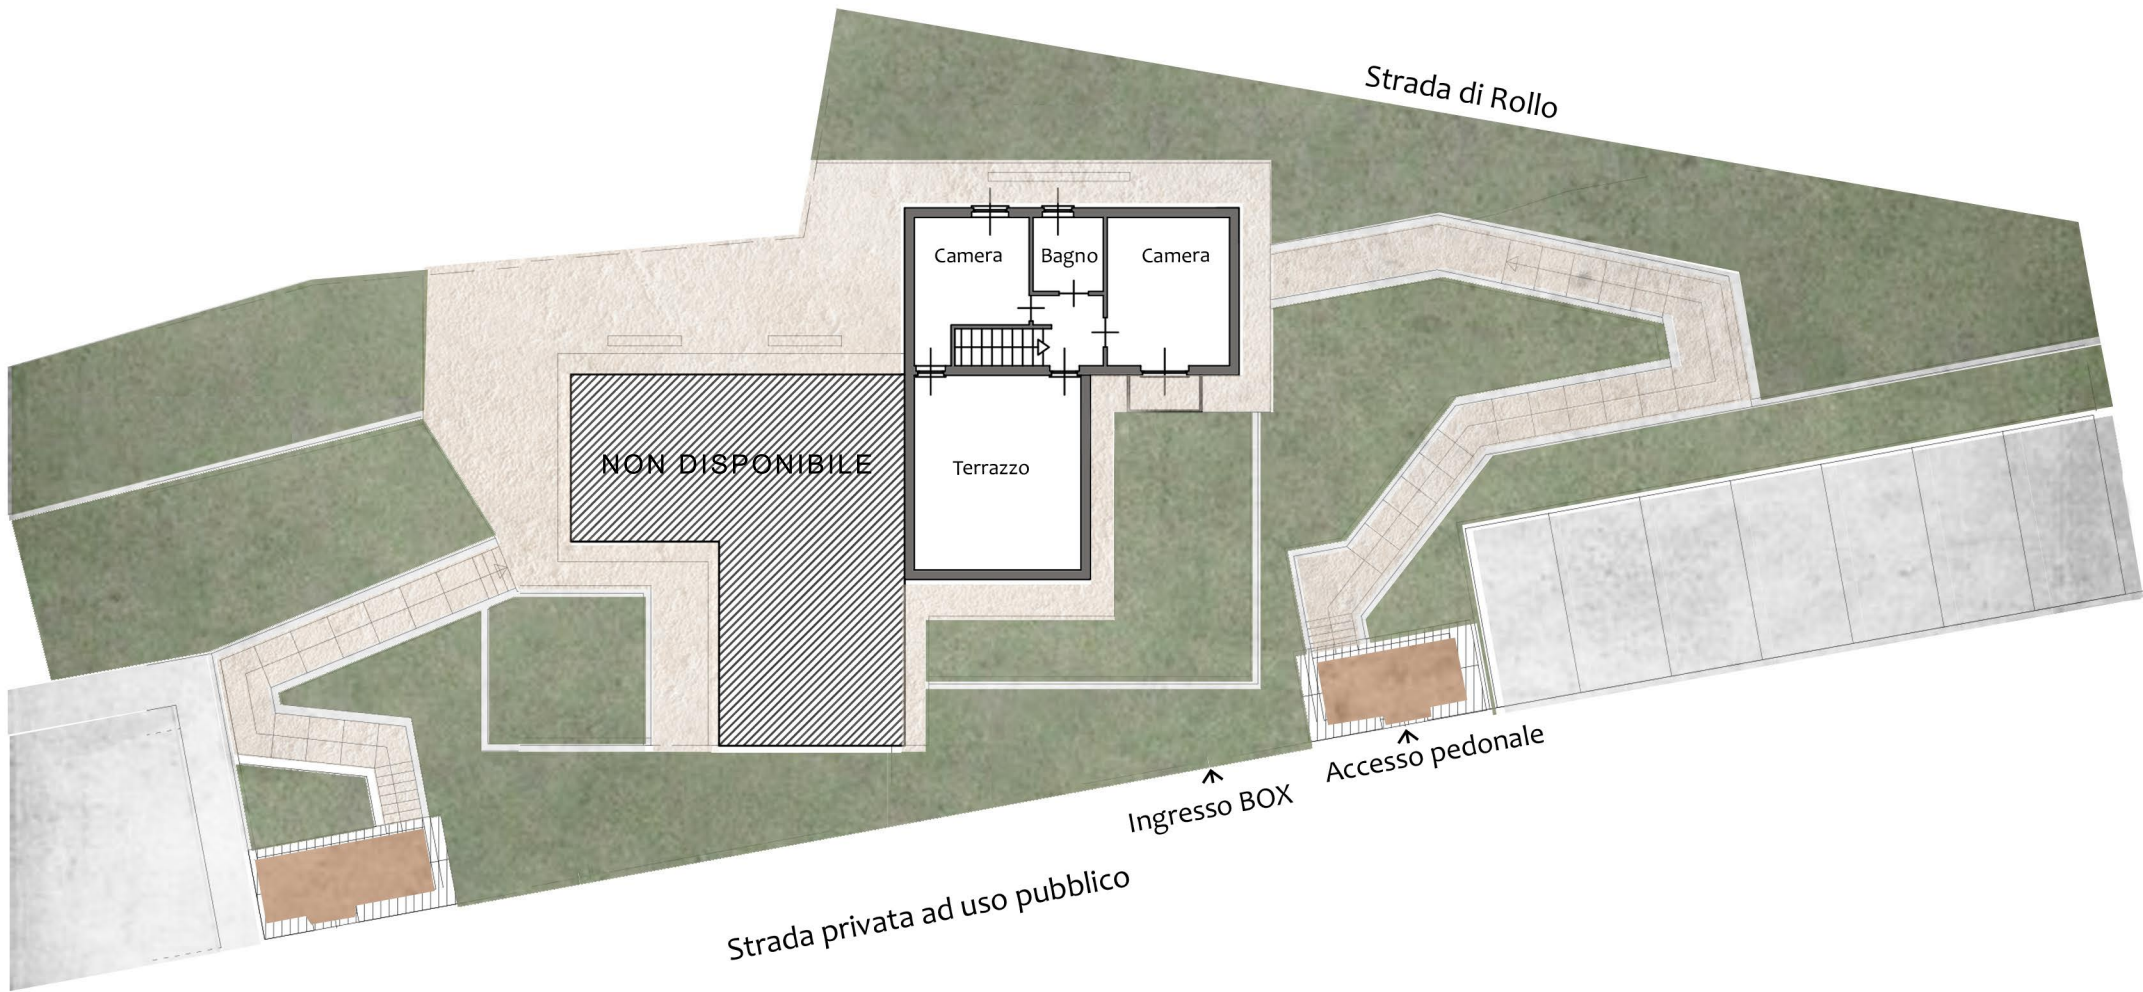 Strada di Rollo
Camera
Bagno
Camera
NON DISPONIBILE
Terrazzo
Accesso pedonale
Ingresso BOX
Strada privata ad uso pubblico